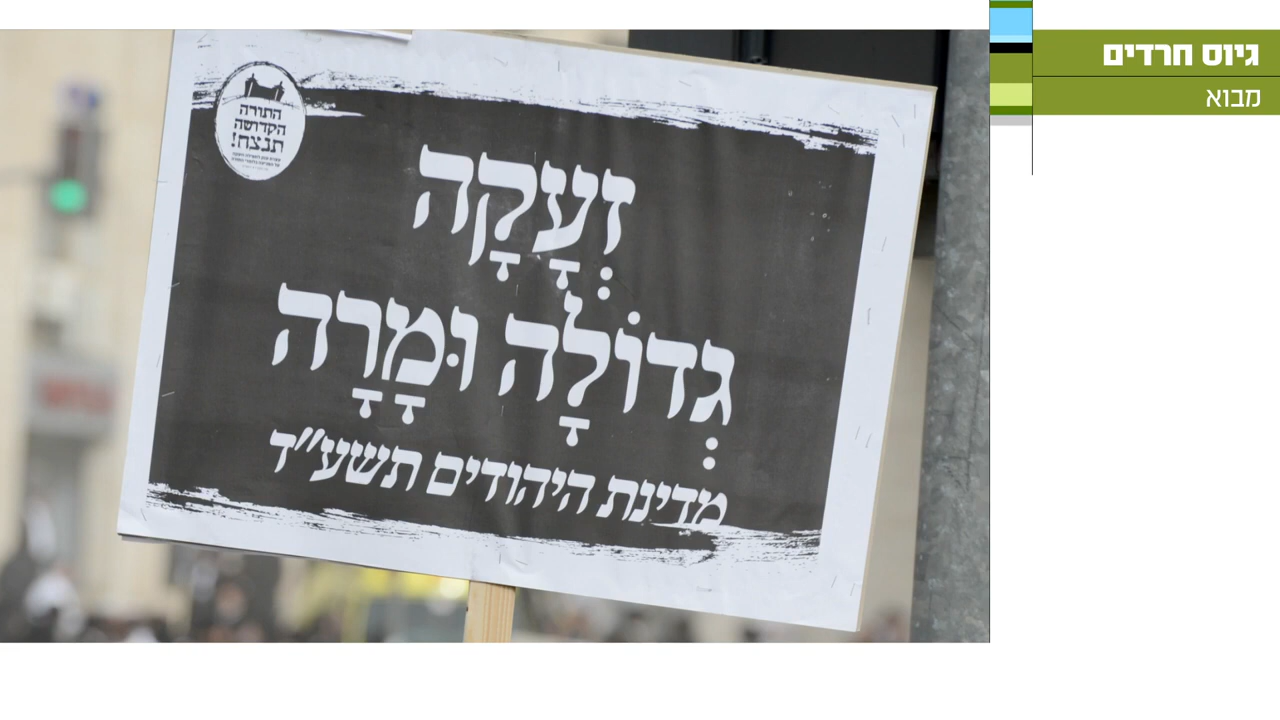 גיוס חרדים
מבוא
התורה
הקדושה
תנצח!
זְעָקָה
גְדוֹלָה וּמָרָה
מדינת היהודים תשע״ד